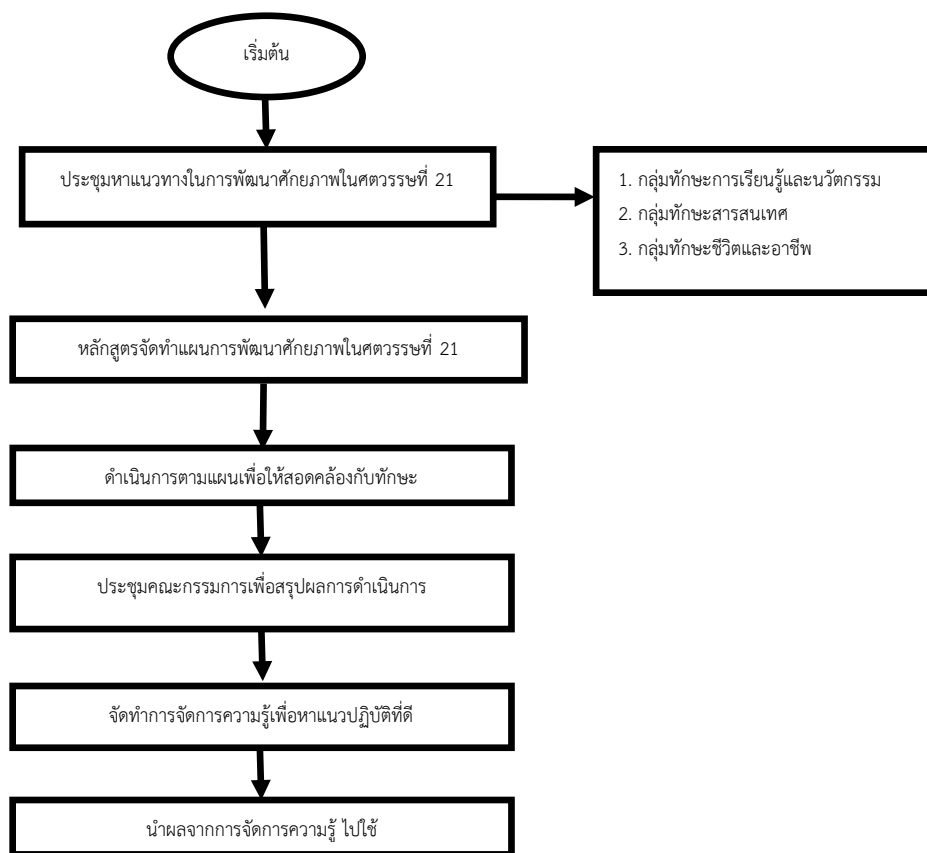 เริ่มต้น
ประชุมหาแนวทางในการพัฒนาศักยภาพในศตวรรษที่ 21
1. กลุ่มทักษะการเรียนรู้และนวัตกรรม
2. กลุ่มทักษะสารสนเทศ
3. กลุ่มทักษะชีวิตและอาชีพ
หลักสูตรจัดทำแผนการพัฒนาศักยภาพในศตวรรษที่ 21
ดำเนินการตามแผนเพื่อให้สอดคล้องกับทักษะ
ประชุมคณะกรรมการเพื่อสรุปผลการดำเนินการ
จัดทำการจัดการความรู้เพื่อหาแนวปฏิบัติที่ดี
นำผลจากการจัดการความรู้ ไปใช้